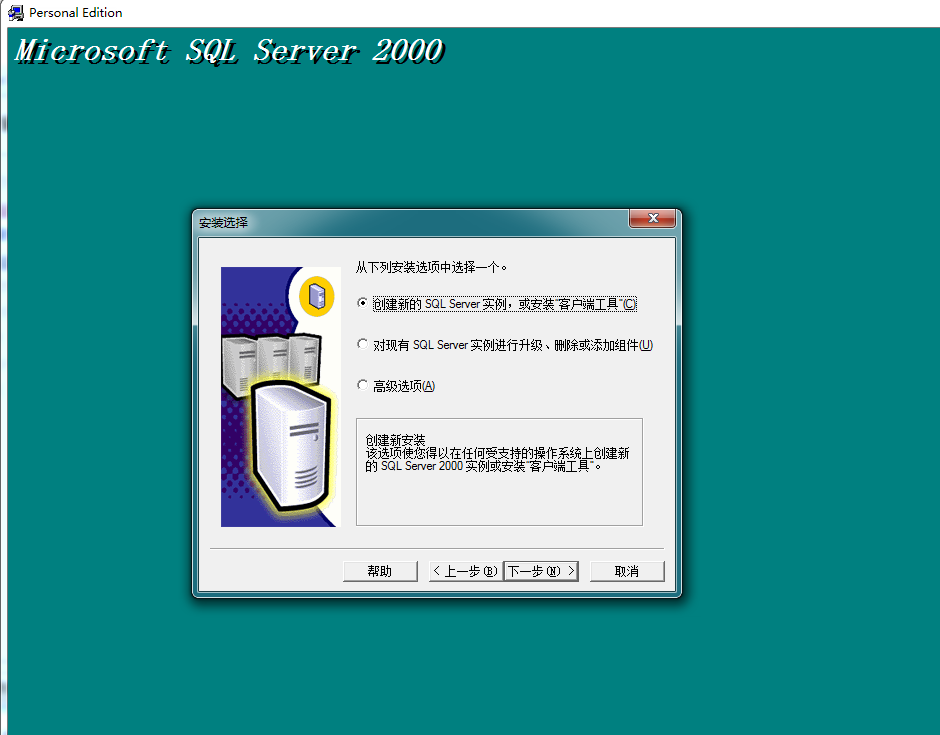 Personal Edition
Microsoft SQL Server 2000
安装选择
从下列安装选项中选择一个。
创建新的 SQL Server 实例，或安装"客户端工具"(C)
对现有 SQL Server 实例进行升级、删除或添加组件(U)
高级选项(A)
创建新安装
该选项使您得以在任何受支持的操作系统上创建新
的 SQL Server 2000 实例或安装"客户端工具"。
帮助 < 上一步(B) 下一步(N) > 取消